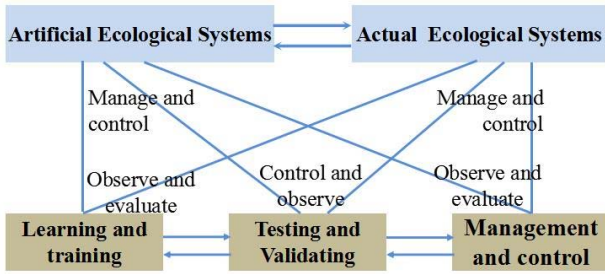 Artificial Ecological Systems
Actual Ecological Systems
Manage and
control
Manage and
control
Observe and
evaluate
Control and
observe
Observe and
evaluate
Learning and
training
Testing and
Validating
Management
and control